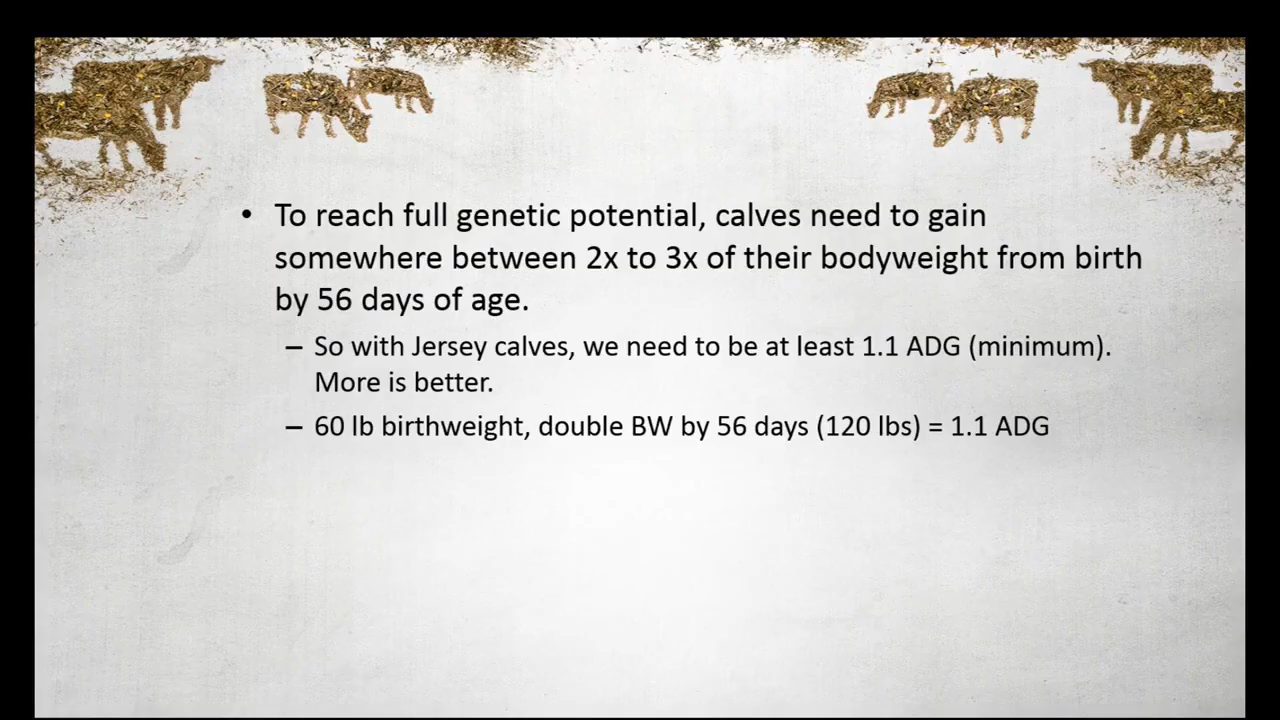 • To reach full genetic potential, calves need to gain
somewhere between 2x to 3x of their bodyweight from birth
by 56 days of age.
– So with Jersey calves, we need to be at least 1.1 ADG (minimum).
More is better.
– 60 lb birthweight, double BW by 56 days (120 lbs) = 1.1 ADG